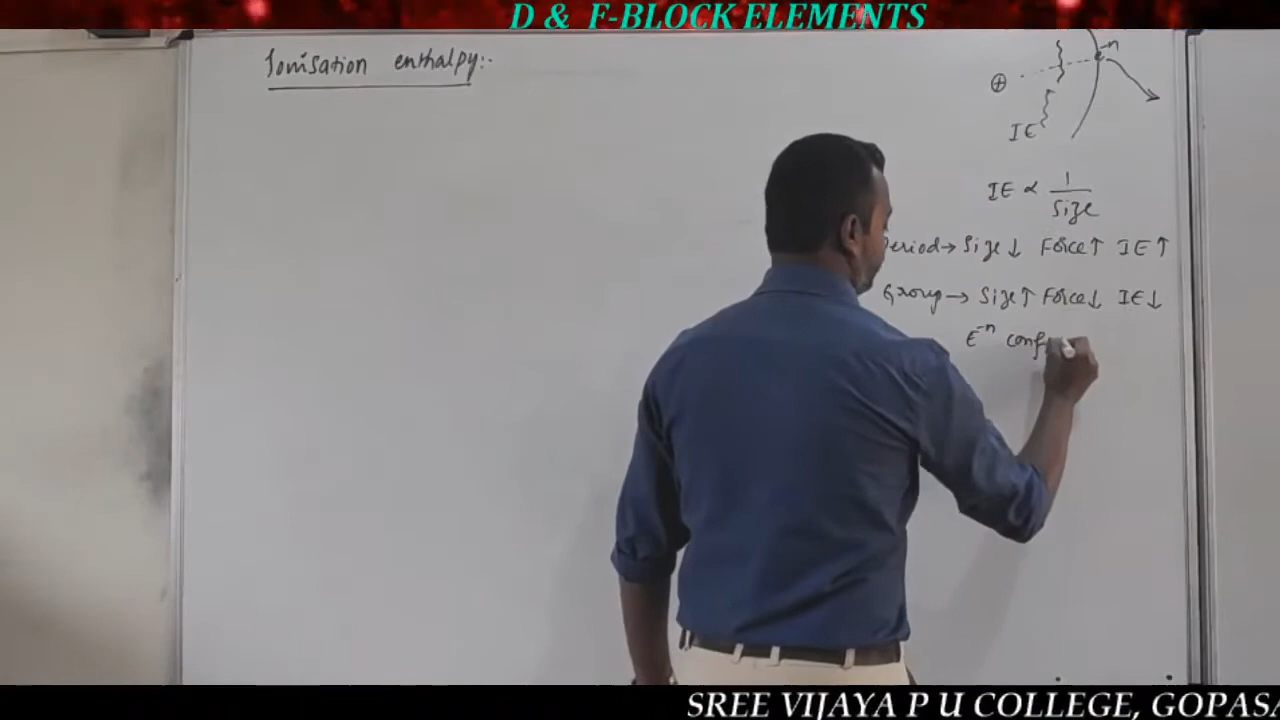 D & F-BLOCK ELEMENTS
Ionisation enthalpy:-
e⁻n
⊕
IE
IE ∝ 1/Size
Period → Size ↓ Force ↑ IE ↑
Group → Size ↑ Force ↓ IE ↓
E⁻n conf
SREE VIJAYA P U COLLEGE, GOPASA